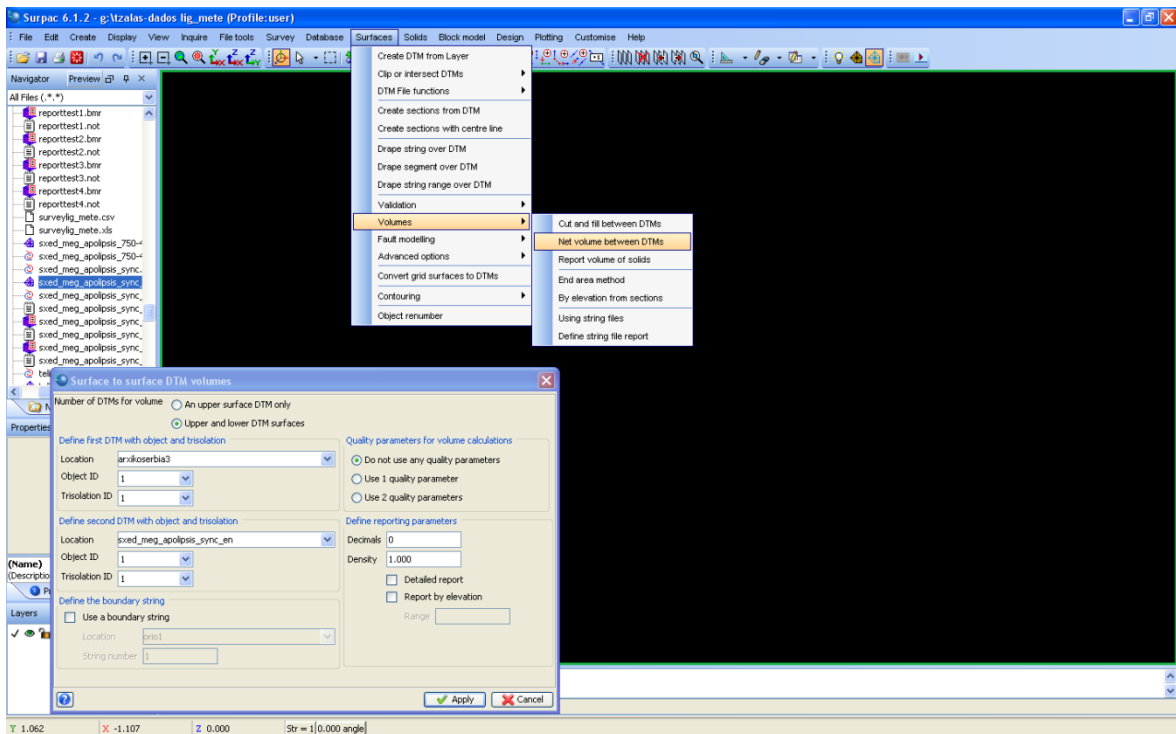 Surpac 6.1.2 - g:\tzalas-dados lig_mete (Profile:user)
File Edit Create Display View Inquire File tools Survey Database Surfaces Solids Block model Design Plotting Customise Help
Navigator Preview
All Files (.*.*)
reporttest1.bmr
reporttest1.not
reporttest2.bmr
reporttest2.not
reporttest3.bmr
reporttest3.not
reporttest4.bmr
reporttest4.not
surveylig_mete.csv
surveylig_mete.xls
sxed_meg_apolipsis_750-
sxed_meg_apolipsis_750-
sxed_meg_apolipsis_sync.
sxed_meg_apolipsis_sync_
sxed_meg_apolipsis_sync_
sxed_meg_apolipsis_sync_
sxed_meg_apolipsis_sync_
sxed_meg_apolipsis_sync_
sxed_meg_apolipsis_sync_
Create DTM from Layer
Clip or intersect DTMs
DTM File functions
Create sections from DTM
Create sections with centre line
Drape string over DTM
Drape segment over DTM
Drape string range over DTM
Validation
Volumes
Fault modelling
Advanced options
Convert grid surfaces to DTMs
Contouring
Object renumber
Cut and fill between DTMs
Net volume between DTMs
Report volume of solids
End area method
By elevation from sections
Using string files
Define string file report
Properties
(Name)
(Descriptio
Layers
Surface to surface DTM volumes
Number of DTMs for volume An upper surface DTM only
Upper and lower DTM surfaces
Define first DTM with object and trisolation
Location arxikoserbia3
Object ID 1
Trisolation ID 1
Define second DTM with object and trisolation
Location sxed_meg_apolipsis_sync_en
Object ID 1
Trisolation ID 1
Define the boundary string
Use a boundary string
Location orio1
String number 1
Quality parameters for volume calculations
Do not use any quality parameters
Use 1 quality parameter
Use 2 quality parameters
Define reporting parameters
Decimals 0
Density 1.000
Detailed report
Report by elevation
Range
Apply Cancel
Y 1.062 X -1.107 Z 0.000 Str = 1 0.000 angle